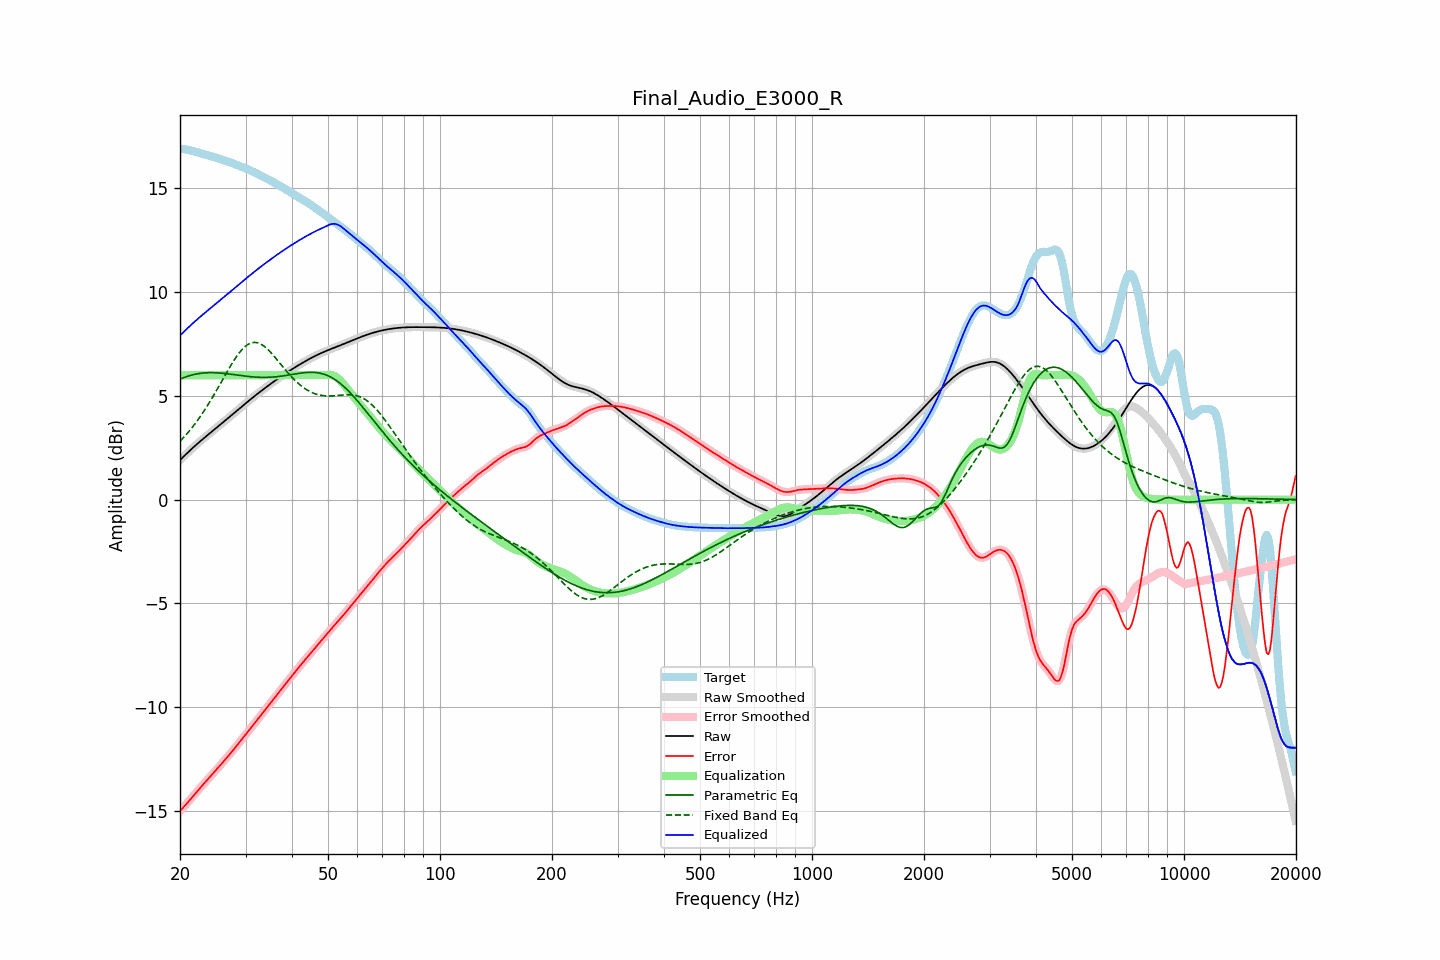 Final_Audio_E3000_R
Amplitude (dBr)
15
10
5
0
−5
−10
−15
Target
Raw Smoothed
Error Smoothed
Raw
Error
Equalization
Parametric Eq
Fixed Band Eq
Equalized
20 50 100 200 500 1000 2000 5000 10000 20000
Frequency (Hz)